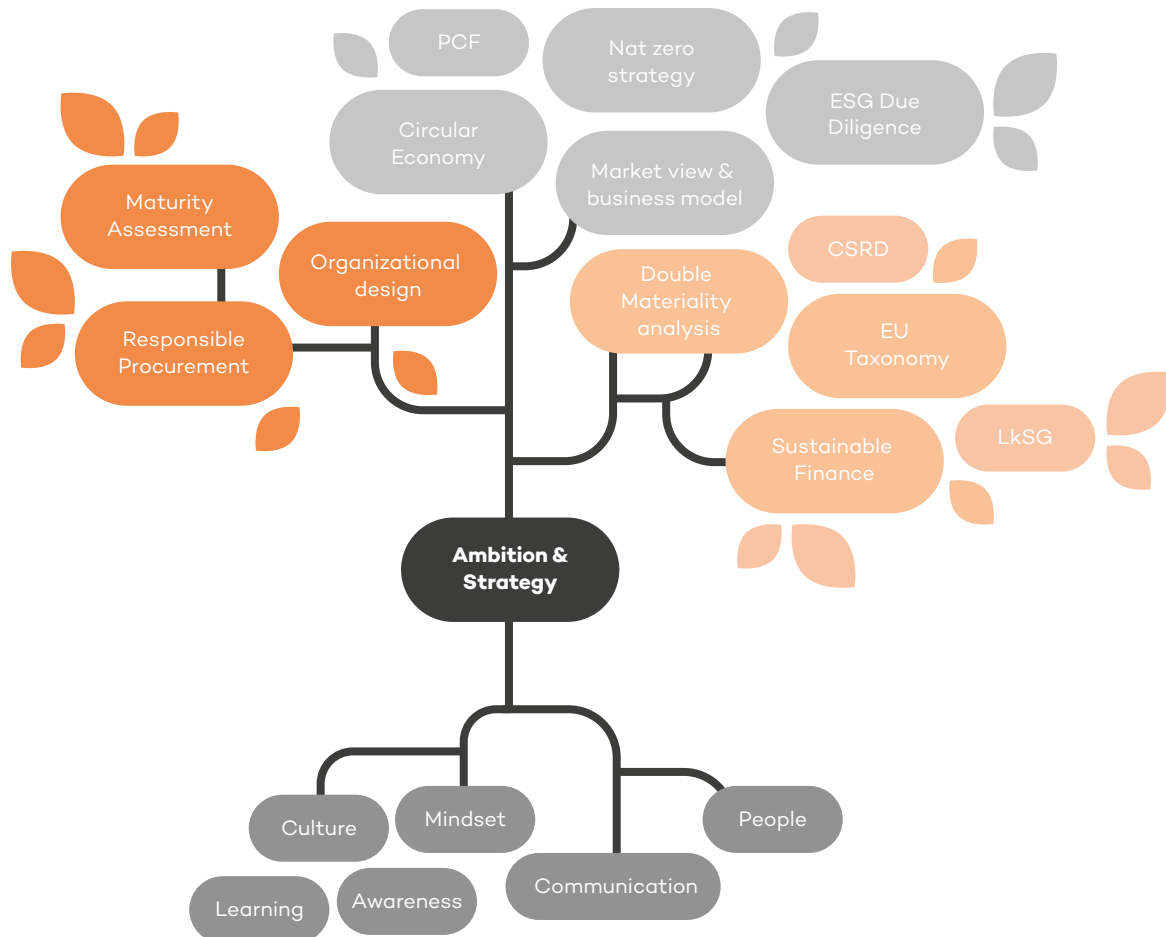 PCF
Nat zero
strategy
ESG Due
Diligence
Circular
Economy
Market view &
business model
Maturity
Assessment
Organizational
design
Responsible
Procurement
Double
Materiality
analysis
CSRD
EU
Taxonomy
Sustainable
Finance
LkSG
Ambition &
Strategy
Culture
Mindset
People
Learning
Awareness
Communication